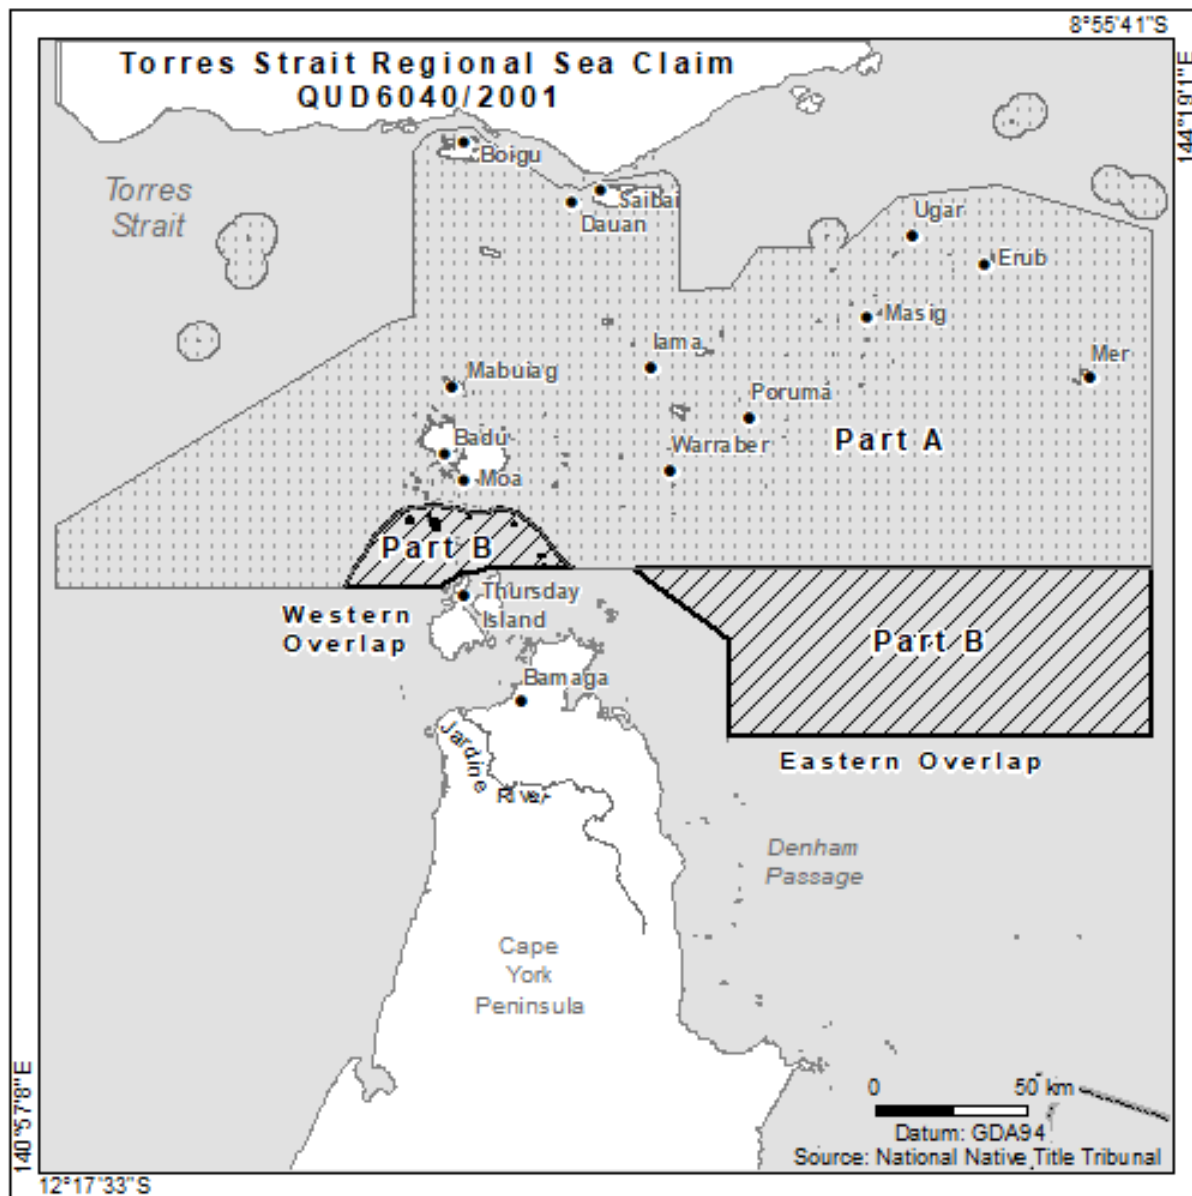 8°55'41"S
144°19'1"E
Torres Strait Regional Sea Claim
QUD6040/2001
Torres
Strait
Boigu
Saibai
Dauan
Ugar
Erub
Masig
Iama
Mer
Mabuiag
Poruma
Badu
Warraber
Part A
Moa
Part B
Thursday
Island
Western
Overlap
Part B
Bamaga
Eastern Overlap
Jardine
River
Denham
Passage
Cape
York
Peninsula
0 50 km
Datum: GDA94
Source: National Native Title Tribunal
140°57'8"E
12°17'33"S